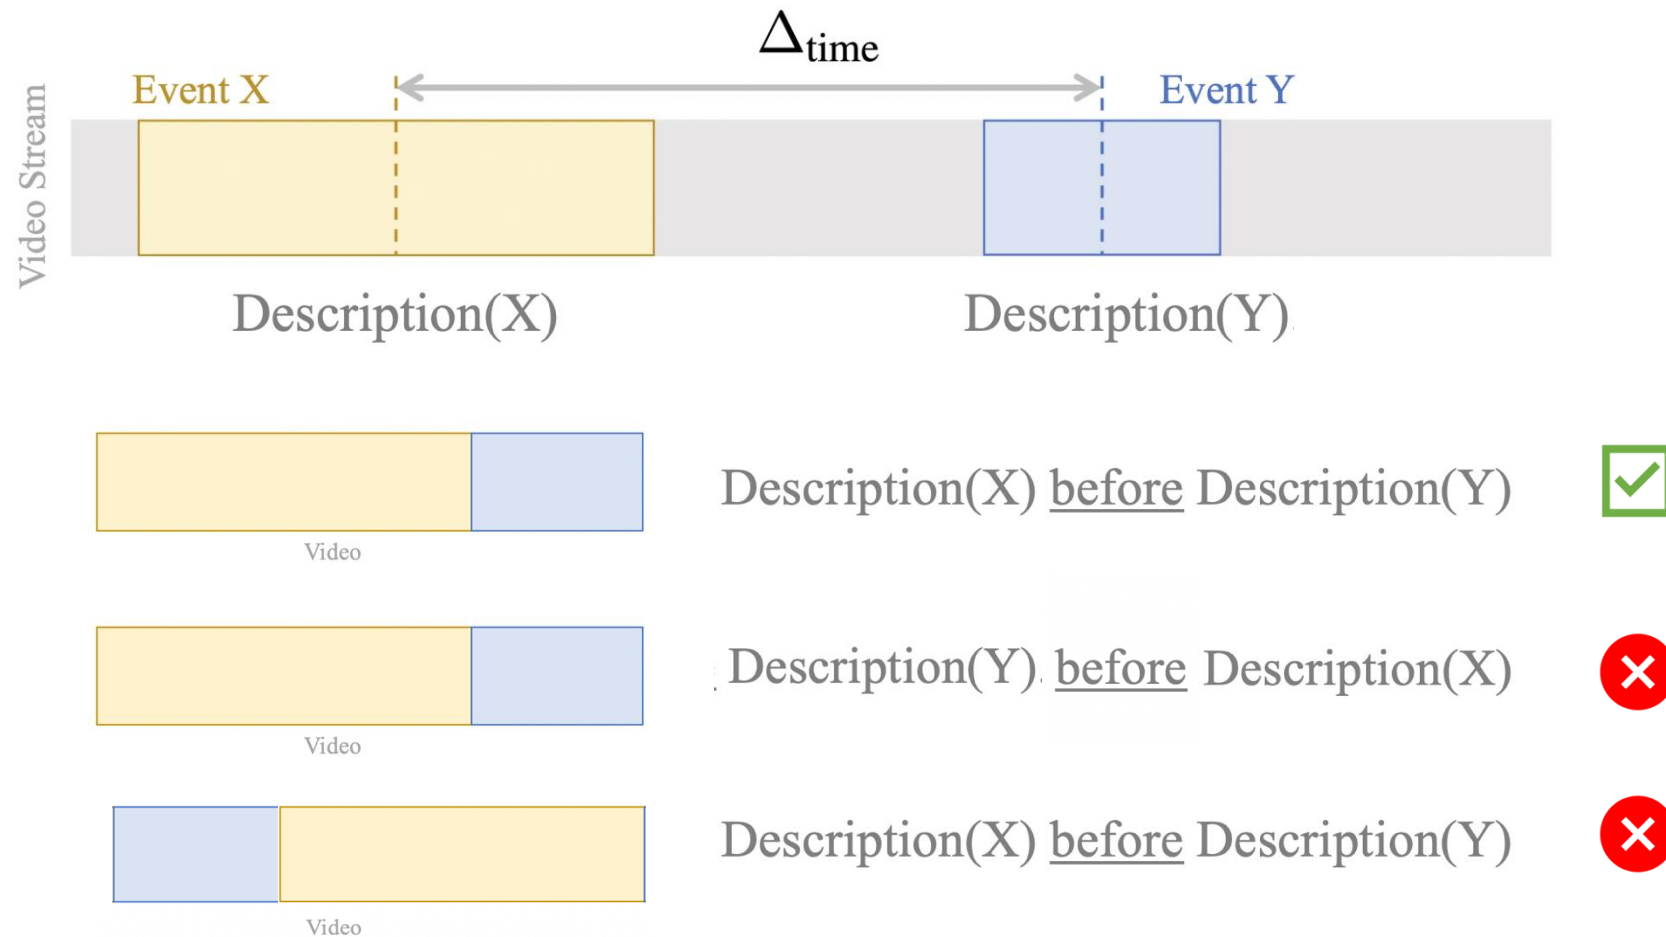 Δtime
Event X
Event Y
Video Stream
Description(X)
Description(Y).
Description(X) before Description(Y)
Video
Description(Y). before Description(X)
Video
Description(X) before Description(Y)
Video